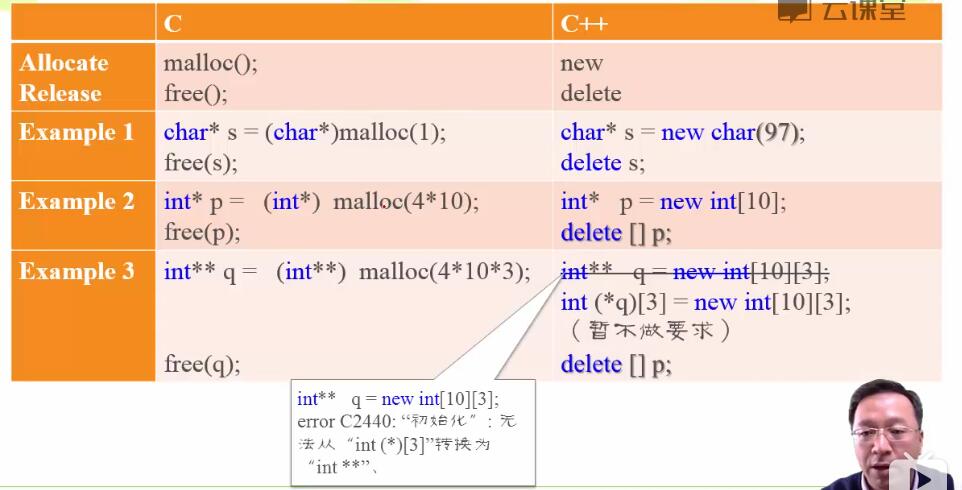 云课堂
C C++
Allocate malloc(); new
Release free(); delete
Example 1 char* s = (char*)malloc(1); char* s = new char(97);
free(s); delete s;
Example 2 int* p = (int*) malloc(4*10); int* p = new int[10];
free(p); delete [] p;
Example 3 int** q = (int**) malloc(4*10*3); int** q = new int[10][3];
int (*q)[3] = new int[10][3];
（暂不做要求）
free(q); delete [] p;
int** q = new int[10][3];
error C2440: “初始化”: 无
法从“int (*)[3]”转换为
“int **”、